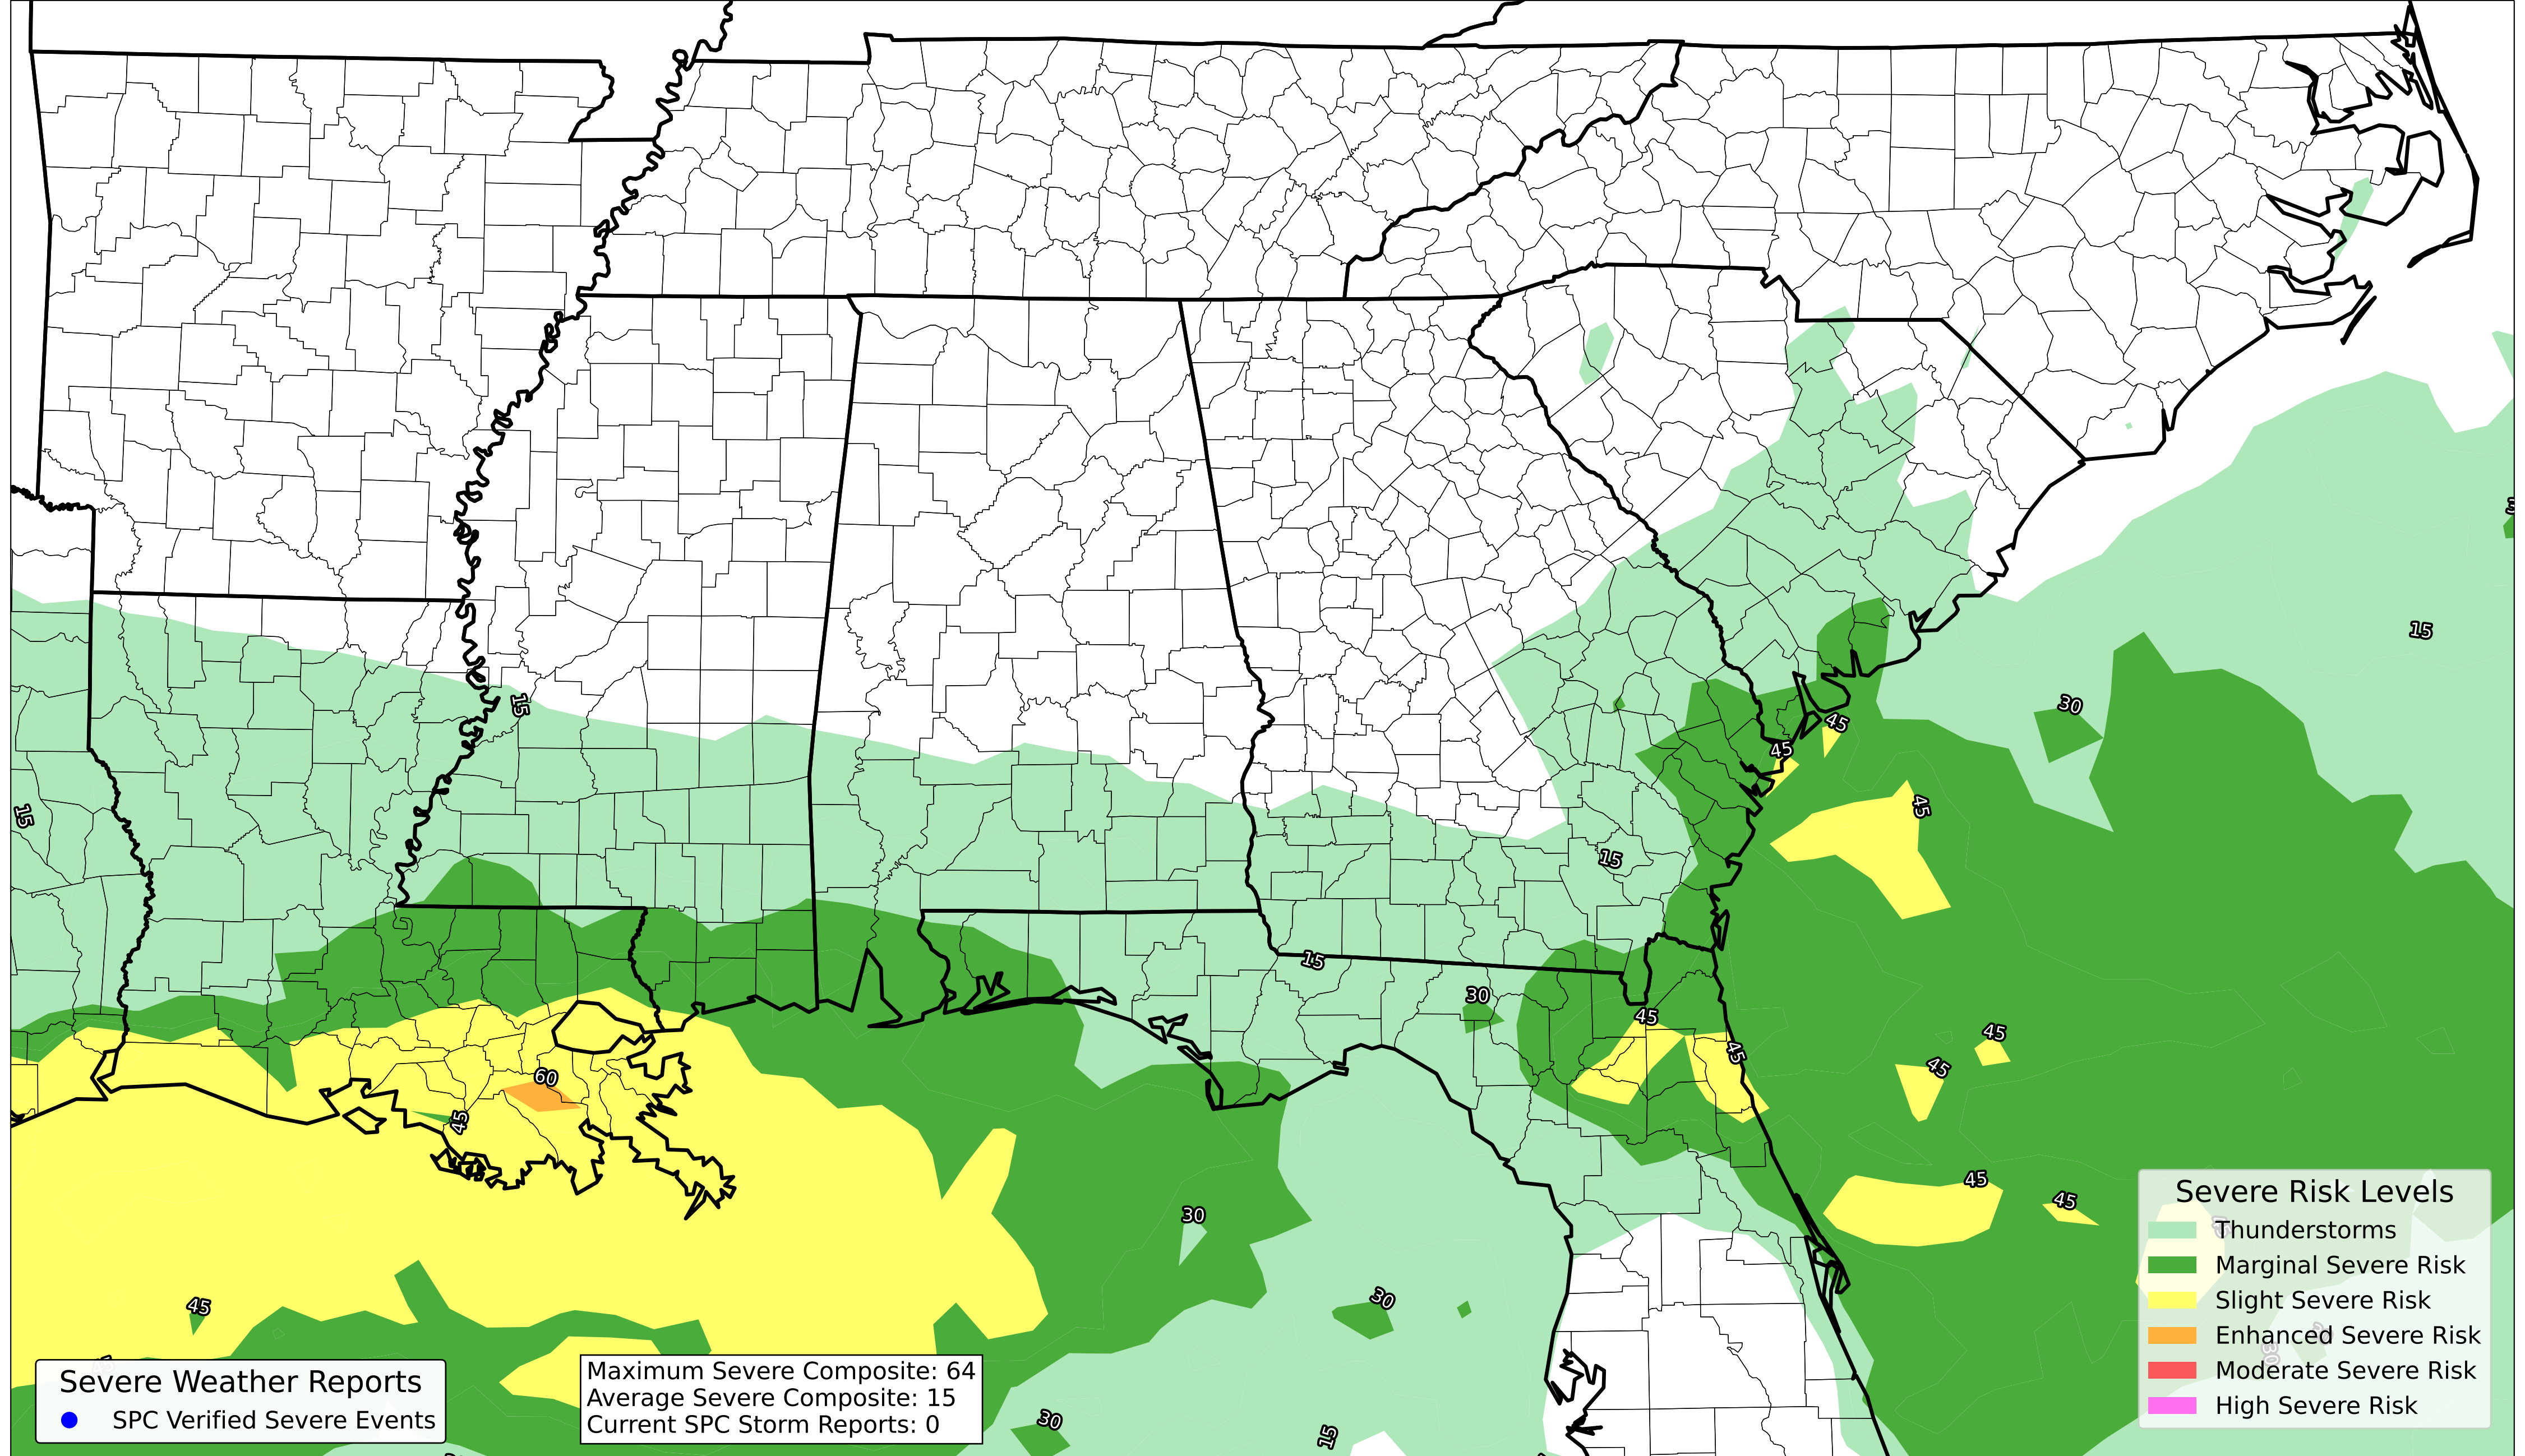 15
30
15
45
45
45
15
15
15
30
45
45
45
45
60
45
45
45
30
30
45
30
15
Severe Risk Levels
Thunderstorms
Marginal Severe Risk
Slight Severe Risk
Enhanced Severe Risk
Moderate Severe Risk
High Severe Risk
Severe Weather Reports
SPC Verified Severe Events
Maximum Severe Composite: 64
Average Severe Composite: 15
Current SPC Storm Reports: 0